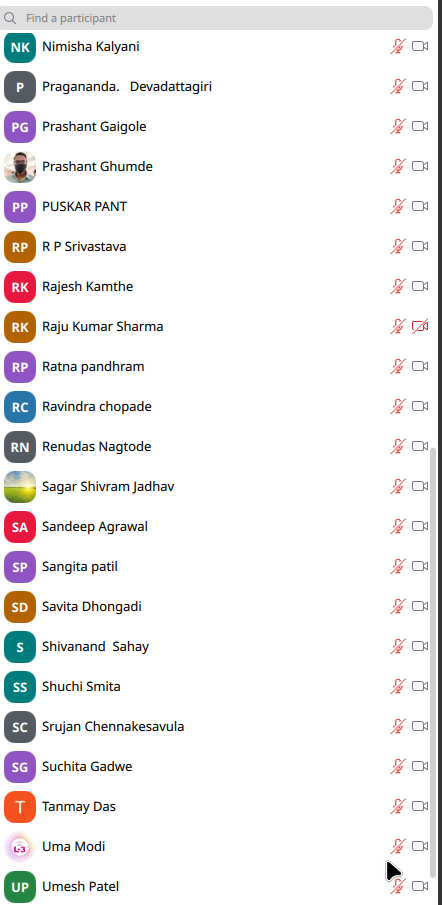 Find a participant
NK Nimisha Kalyani
P Pragananda. Devadattagiri
PG Prashant Gaigole
Prashant Ghumde
PP PUSKAR PANT
RP R P Srivastava
RK Rajesh Kamthe
RK Raju Kumar Sharma
RP Ratna pandhram
RC Ravindra chopade
RN Renudas Nagtode
Sagar Shivram Jadhav
SA Sandeep Agrawal
SP Sangita patil
SD Savita Dhongadi
S Shivanand Sahay
SS Shuchi Smita
SC Srujan Chennakesavula
SG Suchita Gadwe
T Tanmay Das
L-3 Uma Modi
UP Umesh Patel